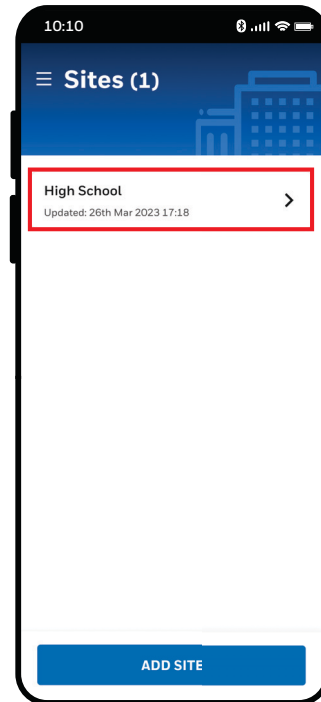 10:10
Sites (1)
High School
Updated: 26th Mar 2023 17:18
ADD SITE